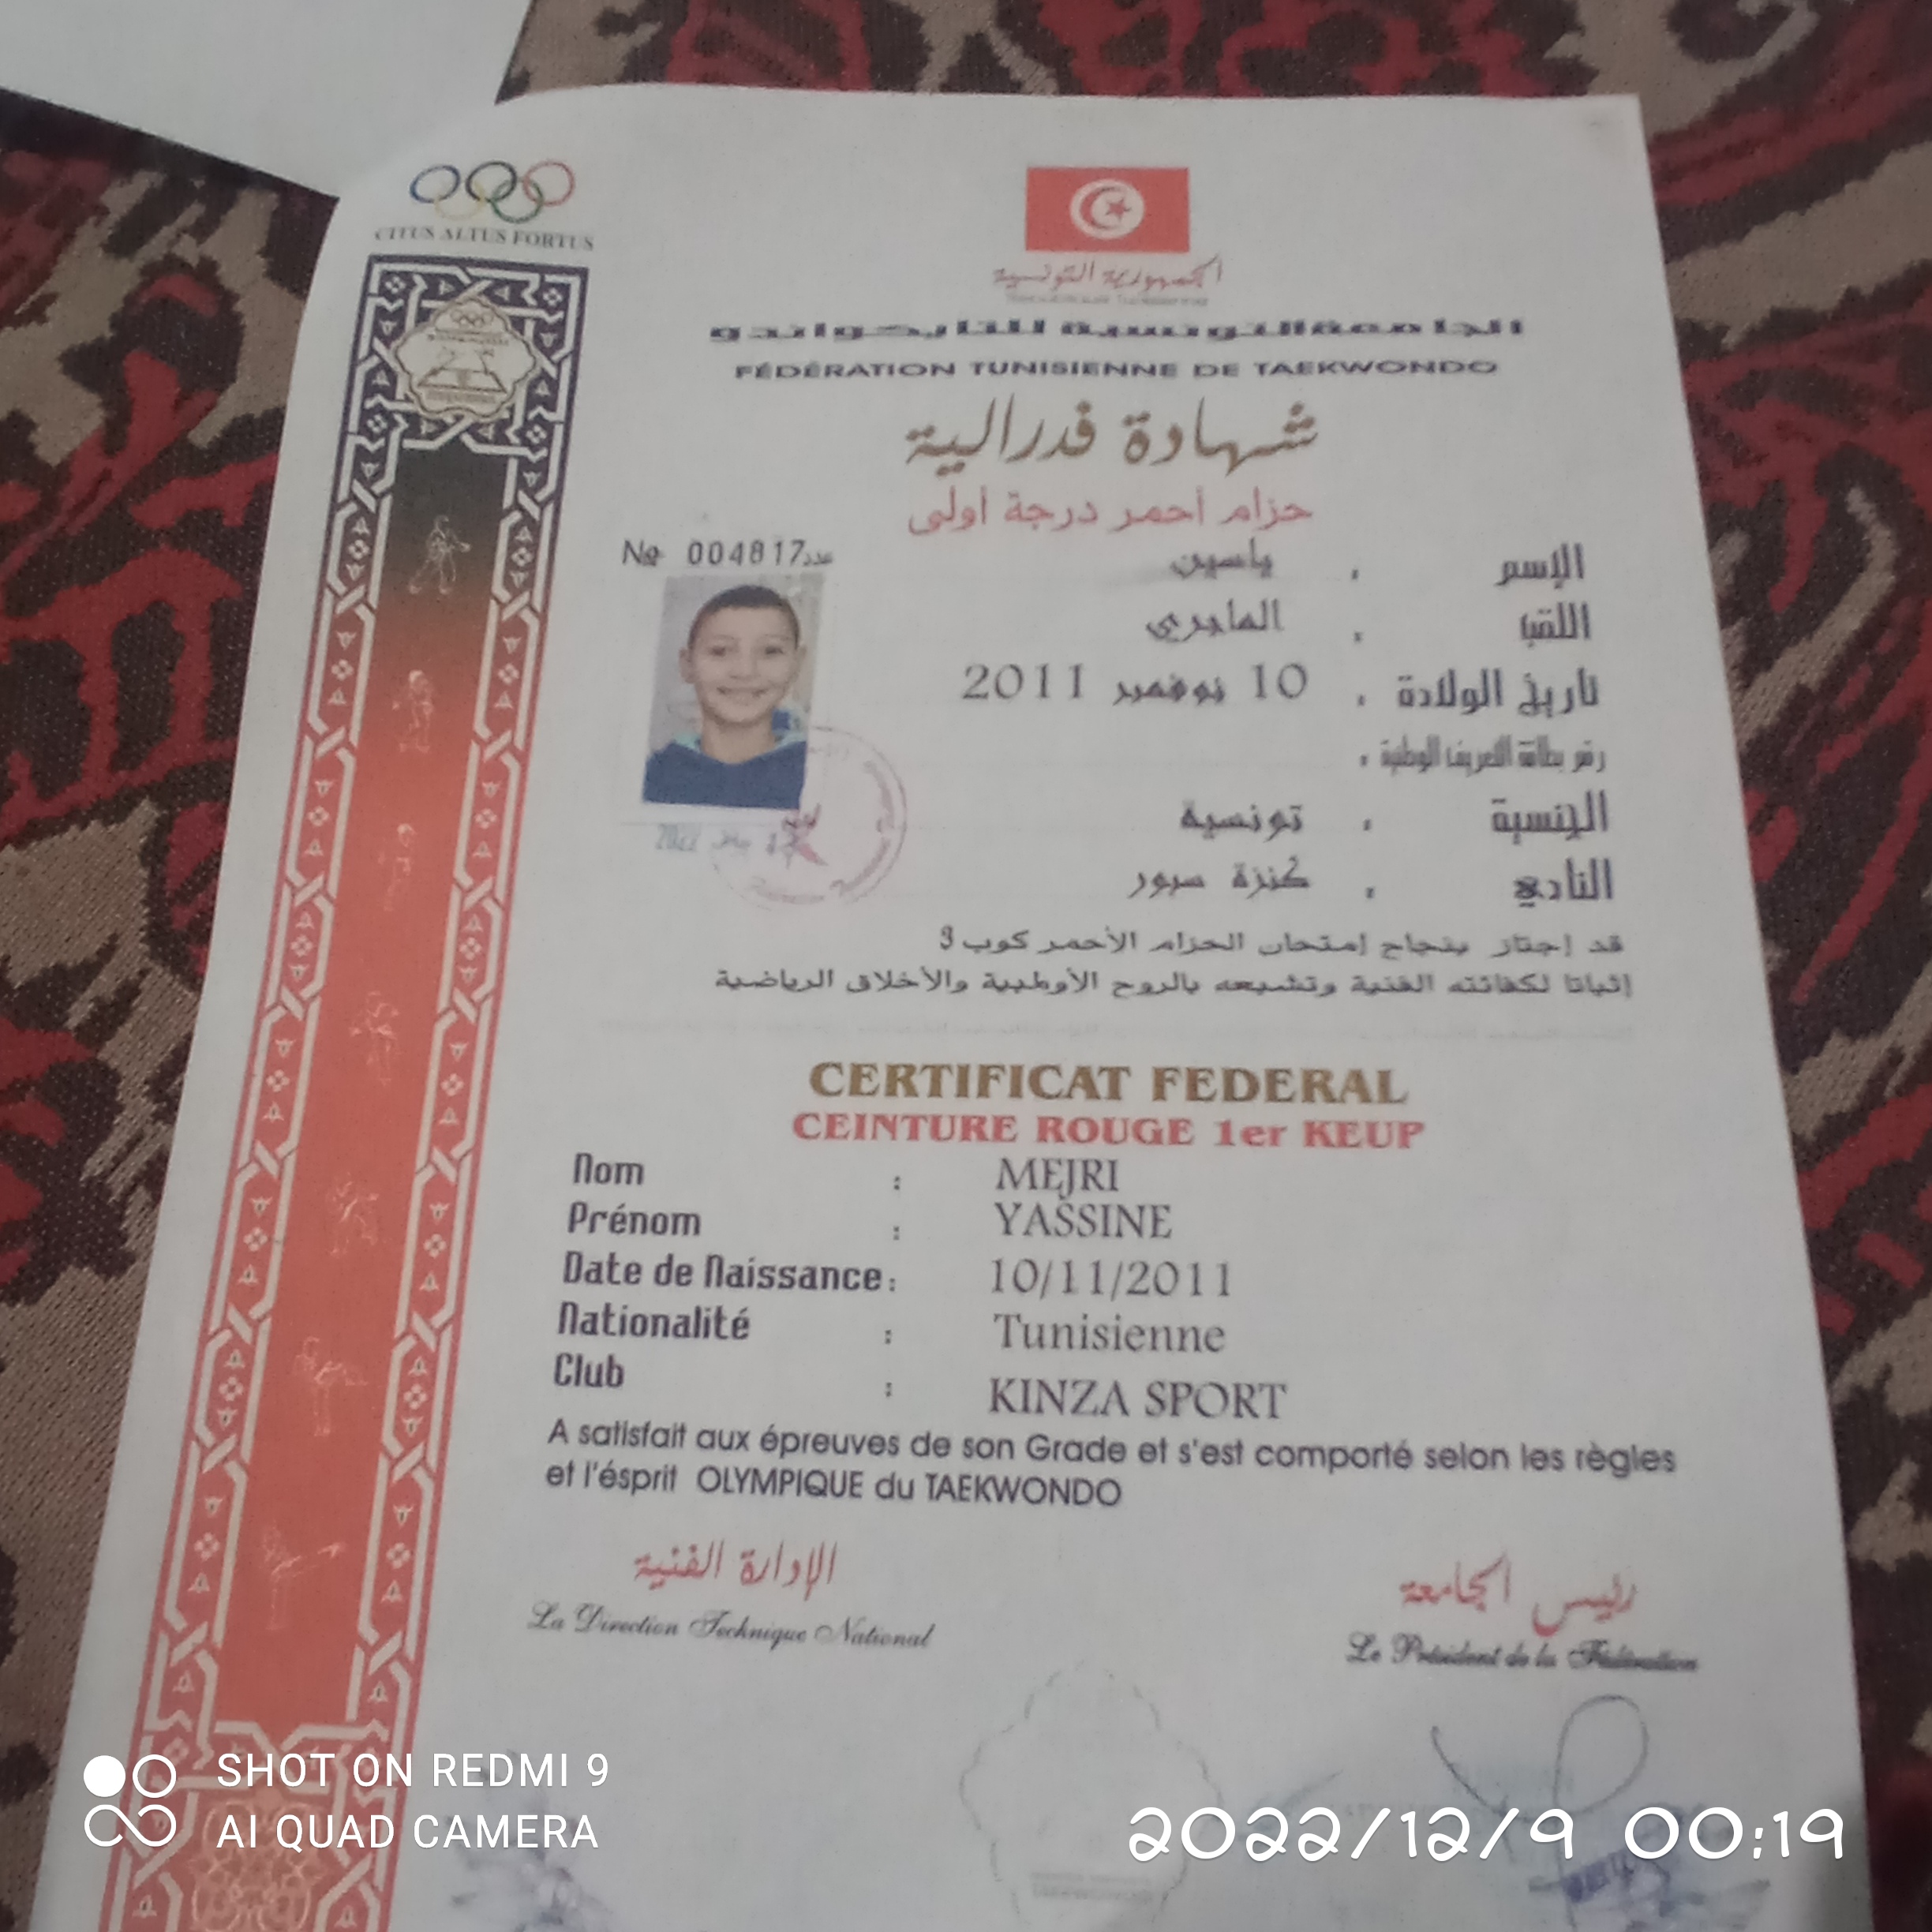 CITUS ALTUS FORTUS
الجمهورية التونسية
الجامعة التونسية للتايكواندو
FÉDÉRATION TUNISIENNE DE TAEKWONDO
شهادة فدرالية
حزام أحمر درجة أولى
№ 004817 عدد
الإسم : ياسين
اللقب : الماجري
تاريخ الولادة : 10 نوفمبر 2011
رقم بطاقة التعريف الوطنية :
الجنسية : تونسية
النادي : كنزة سبور
قد إجتاز بنجاح إمتحان الحزام الأحمر كوب 3
إثباتا لكفائته الفنية وتشبعه بالروح الأولمبية والأخلاق الرياضية
CERTIFICAT FEDERAL
CEINTURE ROUGE 1er KEUP
Nom : MEJRI
Prénom : YASSINE
Date de Naissance : 10/11/2011
Nationalité : Tunisienne
Club : KINZA SPORT
A satisfait aux épreuves de son Grade et s'est comporté selon les règles
et l'ésprit OLYMPIQUE du TAEKWONDO
الإدارة الفنية
La Direction Technique National
رئيس الجامعة
Le Président de la Fédération
SHOT ON REDMI 9
AI QUAD CAMERA
2022/12/9 00:19